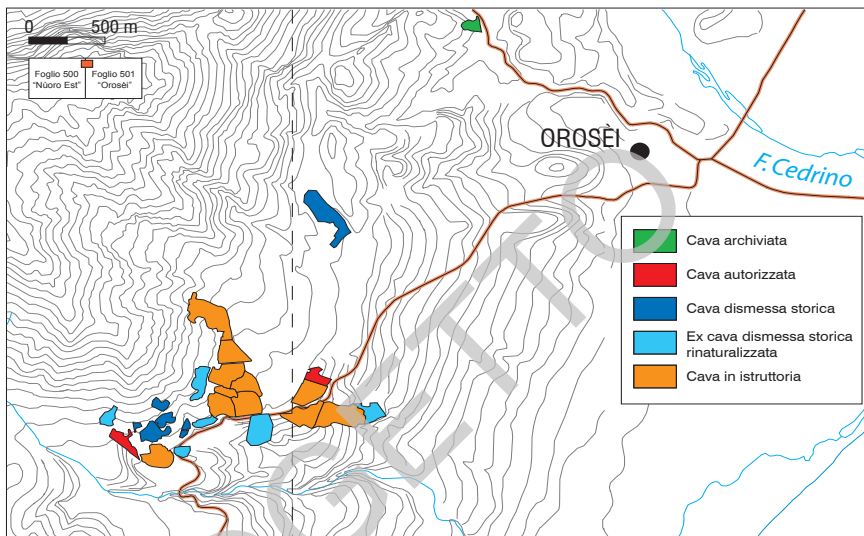 0 500 m
Foglio 500 Foglio 501
"Nùoro Est" "Orosèi"
OROSÈI
F. Cedrino
Cava archiviata
Cava autorizzata
Cava dismessa storica
Ex cava dismessa storica
rinaturalizzata
Cava in istruttoria
GETTO